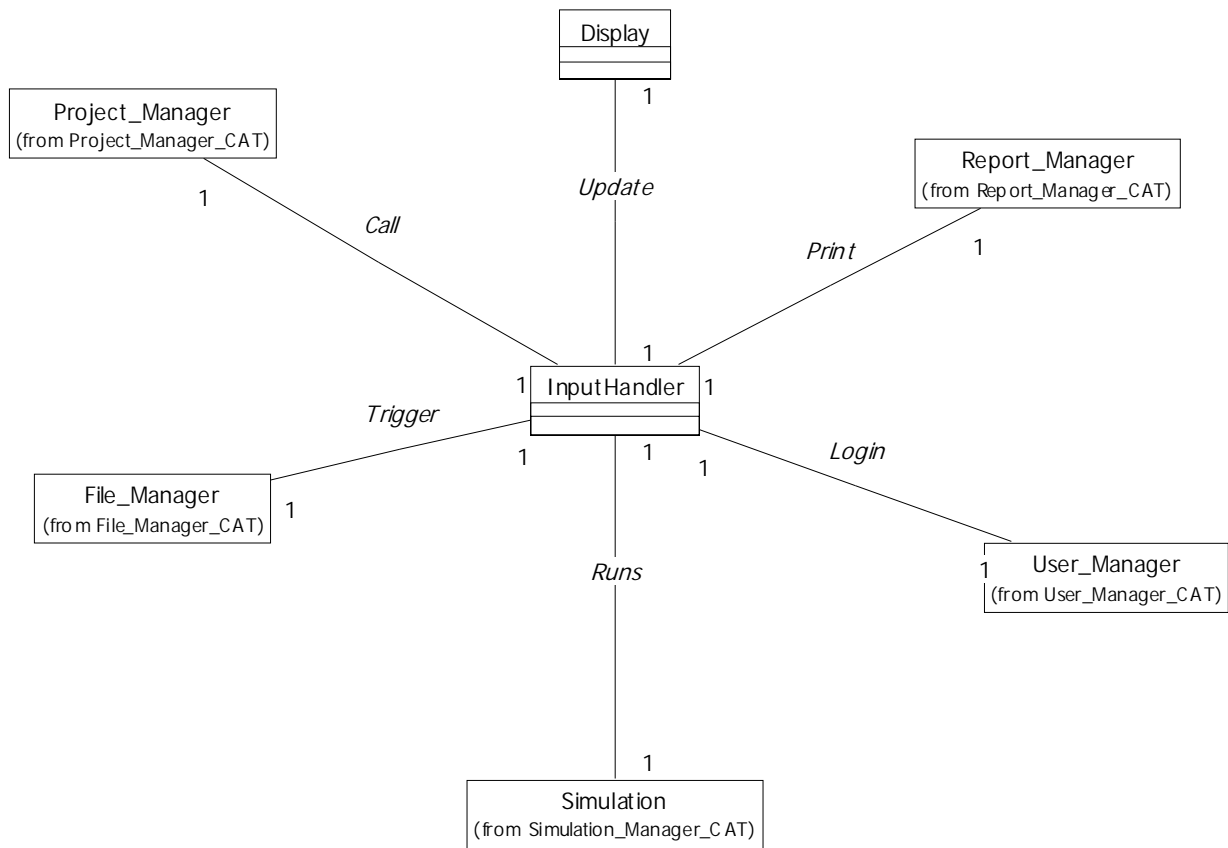 Display
1
Project_Manager
(from Project_Manager_CAT)
1
Report_Manager
(from Report_Manager_CAT)
1
Update
Call
Print
1
1
InputHandler
1
Trigger
1
1
1
Login
File_Manager
(from File_Manager_CAT)
1
Runs
1
User_Manager
(from User_Manager_CAT)
1
Simulation
(from Simulation_Manager_CAT)